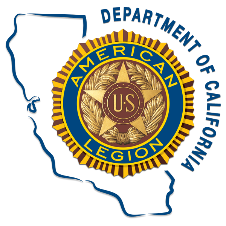 DEPARTMENT OF CALIFORNIA
AMERICAN
U·S
LEGION